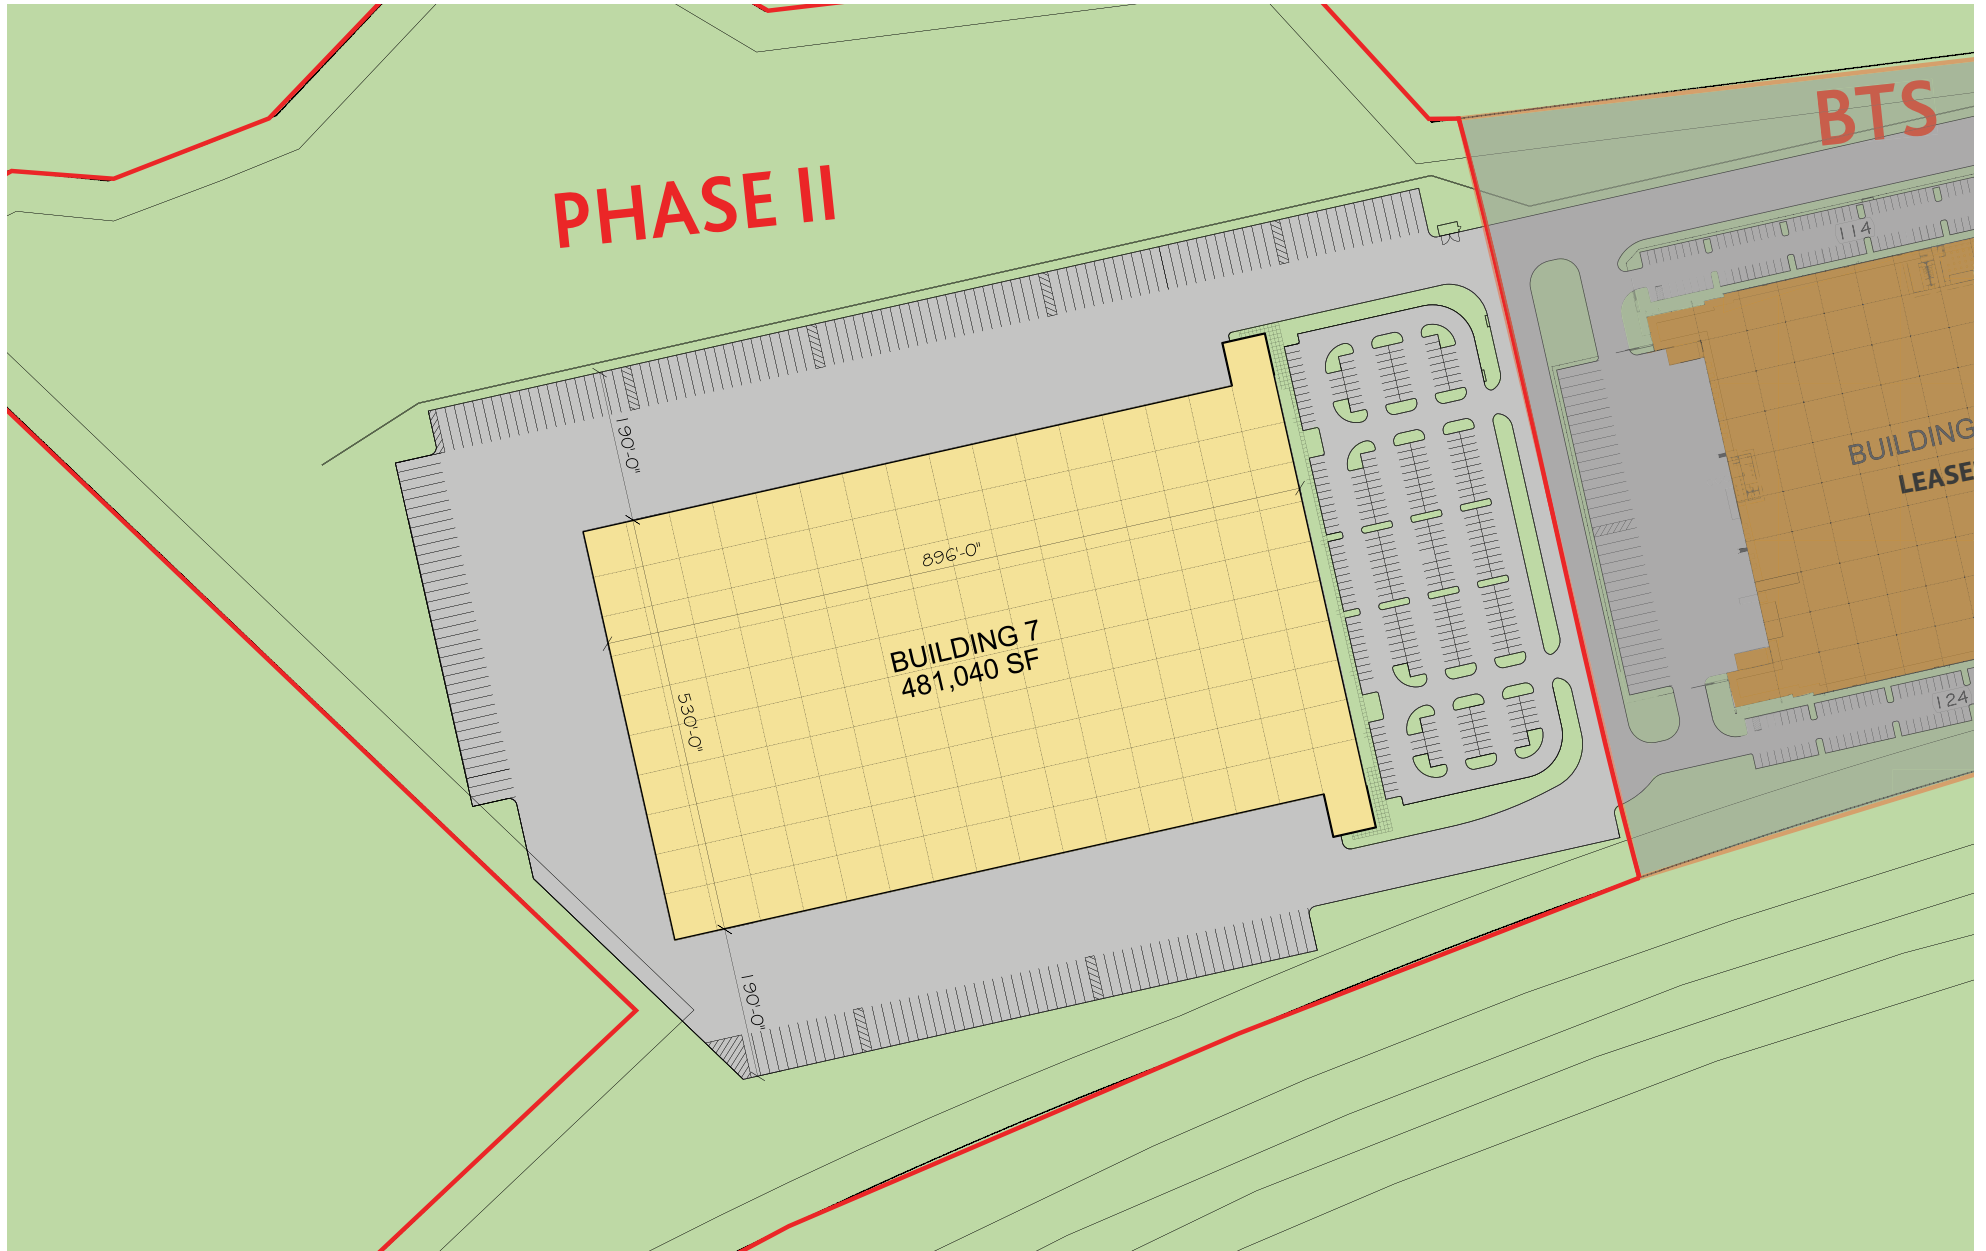 BTS
PHASE II
114
190'-0"
BUILDING
LEASE
896'-0"
BUILDING 7
481,040 SF
530'-0"
124
190'-0"